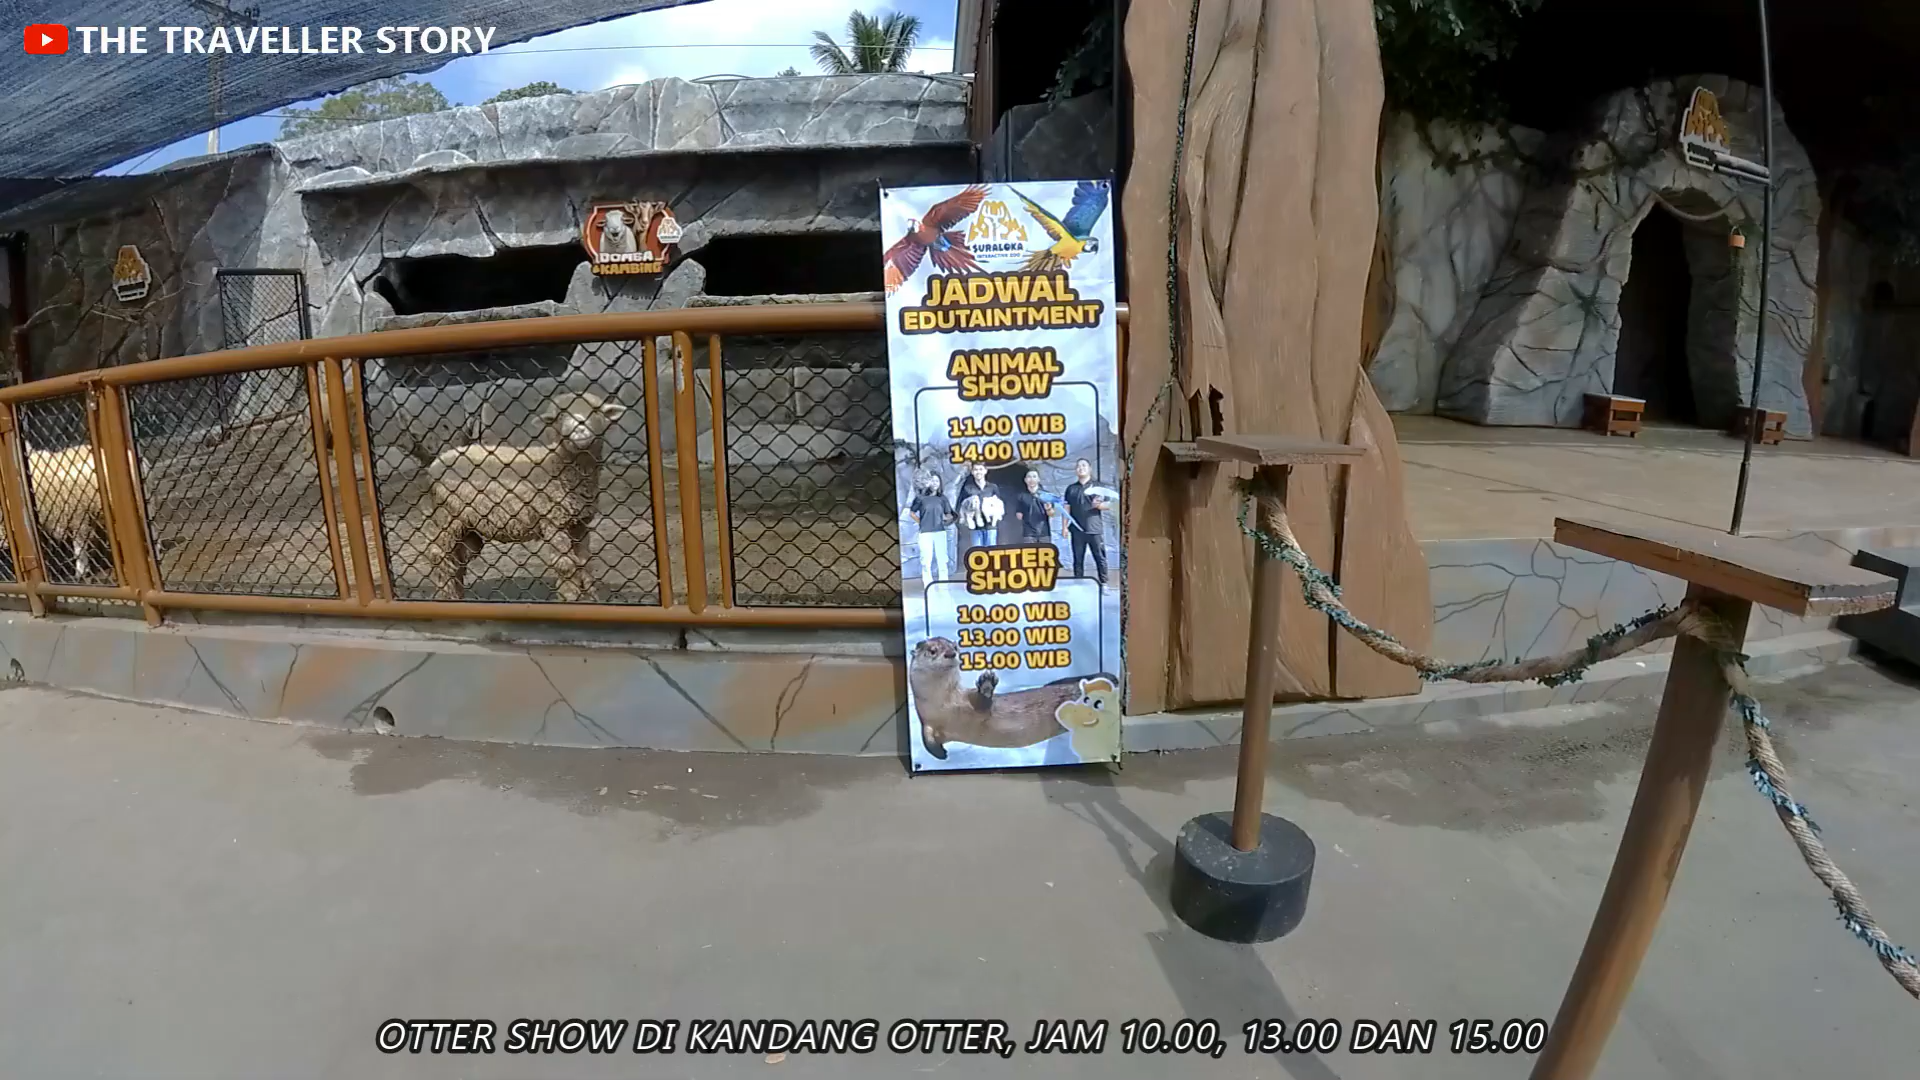 THE TRAVELLER STORY
DOMBA
& KAMBING
SURALOKA
INTERACTIVE ZOO
JADWAL
EDUTAINTMENT
ANIMAL
SHOW
11.00 WIB
14.00 WIB
OTTER
SHOW
10.00 WIB
13.00 WIB
15.00 WIB
OTTER SHOW DI KANDANG OTTER, JAM 10.00, 13.00 DAN 15.00